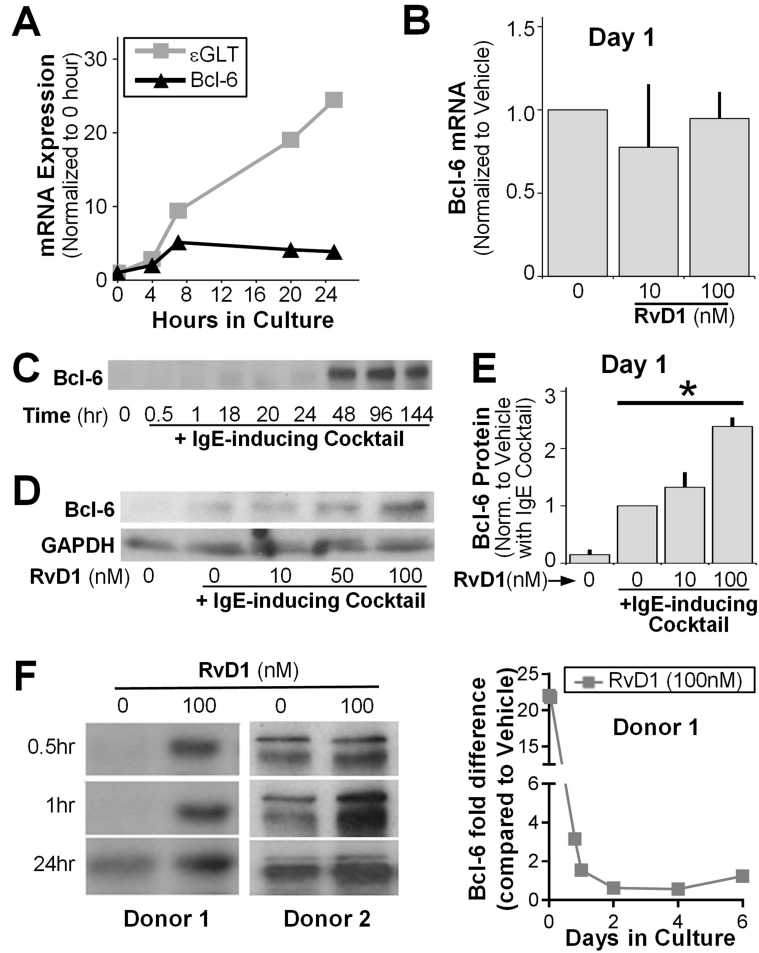 A
mRNA Expression
(Normalized to 0 hour)
30
20
10
0
εGLT
Bcl-6
0 4 8 12 16 20 24
Hours in Culture
B
Day 1
Bcl-6 mRNA
(Normalized to Vehicle)
1.5
1.0
0.5
0
0 10 100
RvD1 (nM)
C
Bcl-6
Time (hr) 0 0.5 1 18 20 24 48 96 144
+ IgE-inducing Cocktail
D
Bcl-6
GAPDH
RvD1 (nM) 0 0 10 50 100
+ IgE-inducing Cocktail
E
Day 1
*
Bcl-6 Protein
(Norm. to Vehicle
with IgE Cocktail)
3
2
1
0
RvD1(nM) 0 0 10 100
+IgE-inducing
Cocktail
F
RvD1 (nM)
0 100 0 100
0.5hr
1hr
24hr
Donor 1 Donor 2
Bcl-6 fold difference
(compared to Vehicle)
25
20
15
6
4
2
0
RvD1 (100nM)
Donor 1
0 2 4 6
Days in Culture